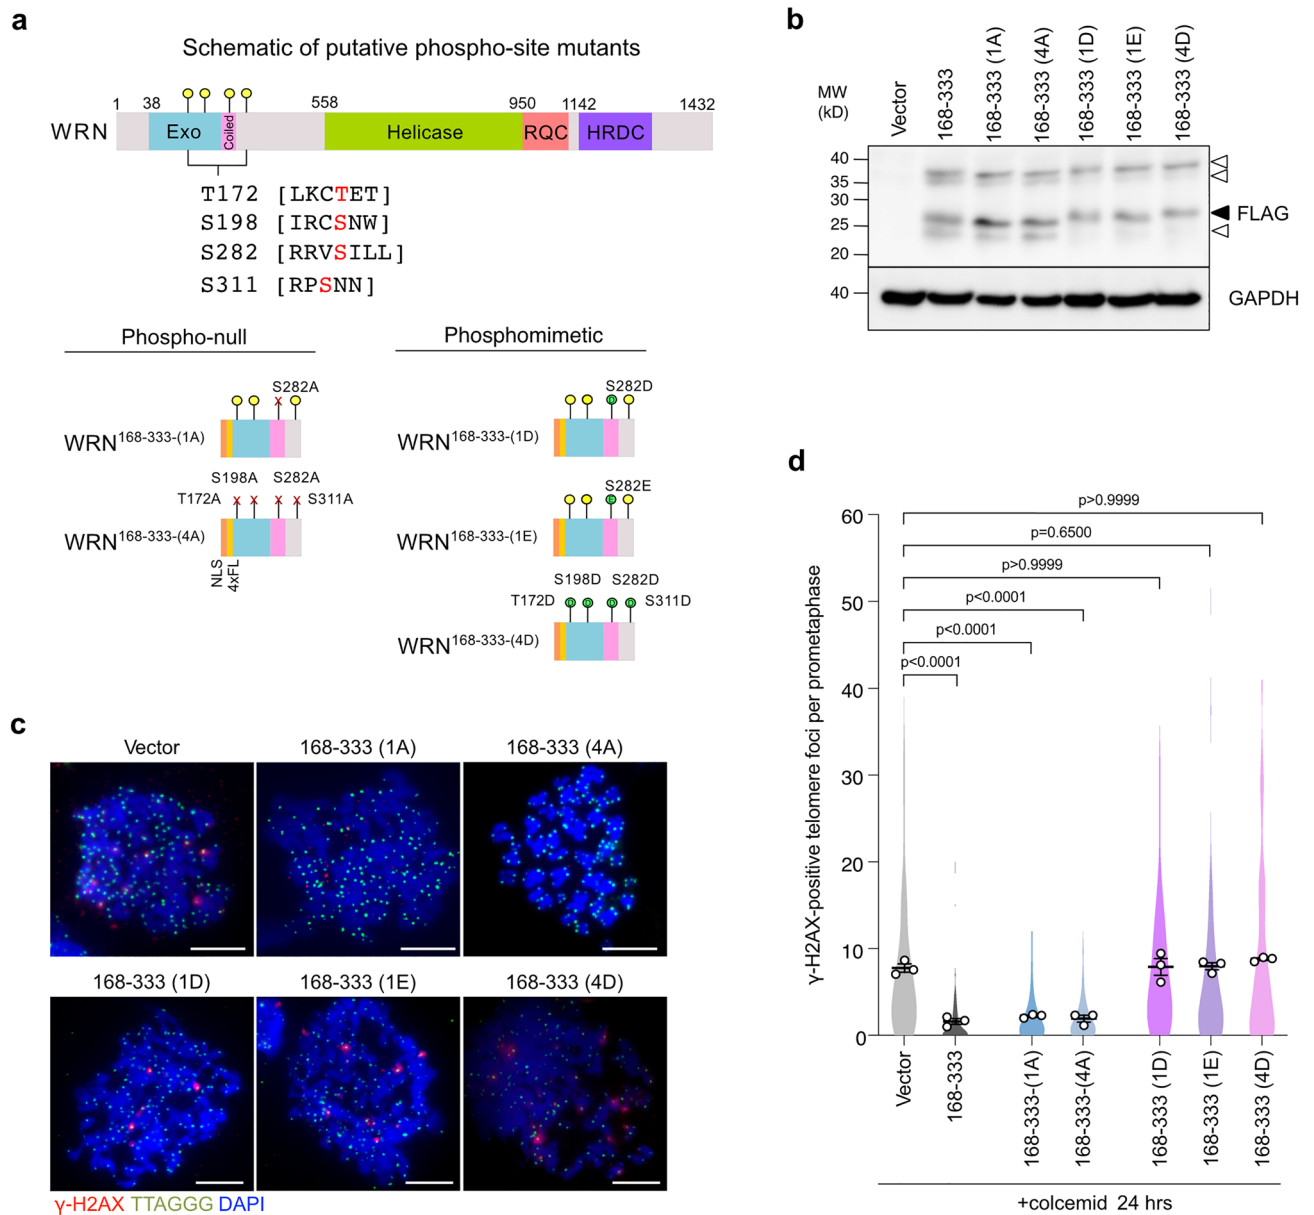 a
Schematic of putative phospho-site mutants
1 38 558 950 1142 1432
WRN Exo Coiled Helicase RQC HRDC
T172 [LKCTET]
S198 [IRCSNW]
S282 [RRVSILL]
S311 [RPSNN]
Phospho-null
S282A
WRN168-333-(1A)
S198A S282A
T172A X X X X S311A
WRN168-333-(4A)
NLS
4xFL
Phosphomimetic
S282D
D
WRN168-333-(1D)
S282E
E
WRN168-333-(1E)
S198D S282D
T172D D D D D S311D
WRN168-333-(4D)
b
MW
(kD)
Vector
168-333
168-333 (1A)
168-333 (4A)
168-333 (1D)
168-333 (1E)
168-333 (4D)
40
35
30
25
20
FLAG
40
GAPDH
c
Vector 168-333 (1A) 168-333 (4A)
168-333 (1D) 168-333 (1E) 168-333 (4D)
γ-H2AX TTAGGG DAPI
d
γ-H2AX-positive telomere foci per prometaphase
60
50
40
30
20
10
0
p>0.9999
p=0.6500
p>0.9999
p<0.0001
p<0.0001
p<0.0001
Vector
168-333
168-333-(1A)
168-333-(4A)
168-333 (1D)
168-333 (1E)
168-333 (4D)
+colcemid 24 hrs